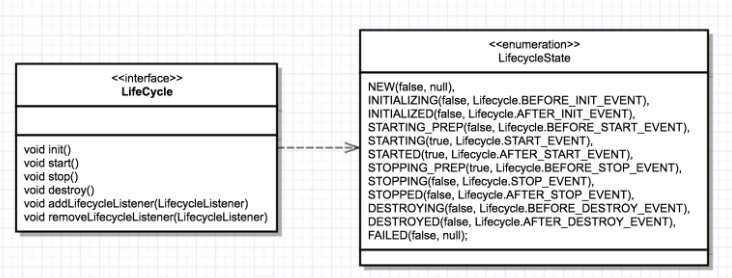 <<interface>>
LifeCycle
void init()
void start()
void stop()
void destroy()
void addLifecycleListener(LifecycleListener)
void removeLifecycleListener(LifecycleListener)
<<enumeration>>
LifecycleState
NEW(false, null),
INITIALIZING(false, Lifecycle.BEFORE_INIT_EVENT),
INITIALIZED(false, Lifecycle.AFTER_INIT_EVENT),
STARTING_PREP(false, Lifecycle.BEFORE_START_EVENT),
STARTING(true, Lifecycle.START_EVENT),
STARTED(true, Lifecycle.AFTER_START_EVENT),
STOPPING_PREP(true, Lifecycle.BEFORE_STOP_EVENT),
STOPPING(false, Lifecycle.STOP_EVENT),
STOPPED(false, Lifecycle.AFTER_STOP_EVENT),
DESTROYING(false, Lifecycle.BEFORE_DESTROY_EVENT),
DESTROYED(false, Lifecycle.AFTER_DESTROY_EVENT),
FAILED(false, null);